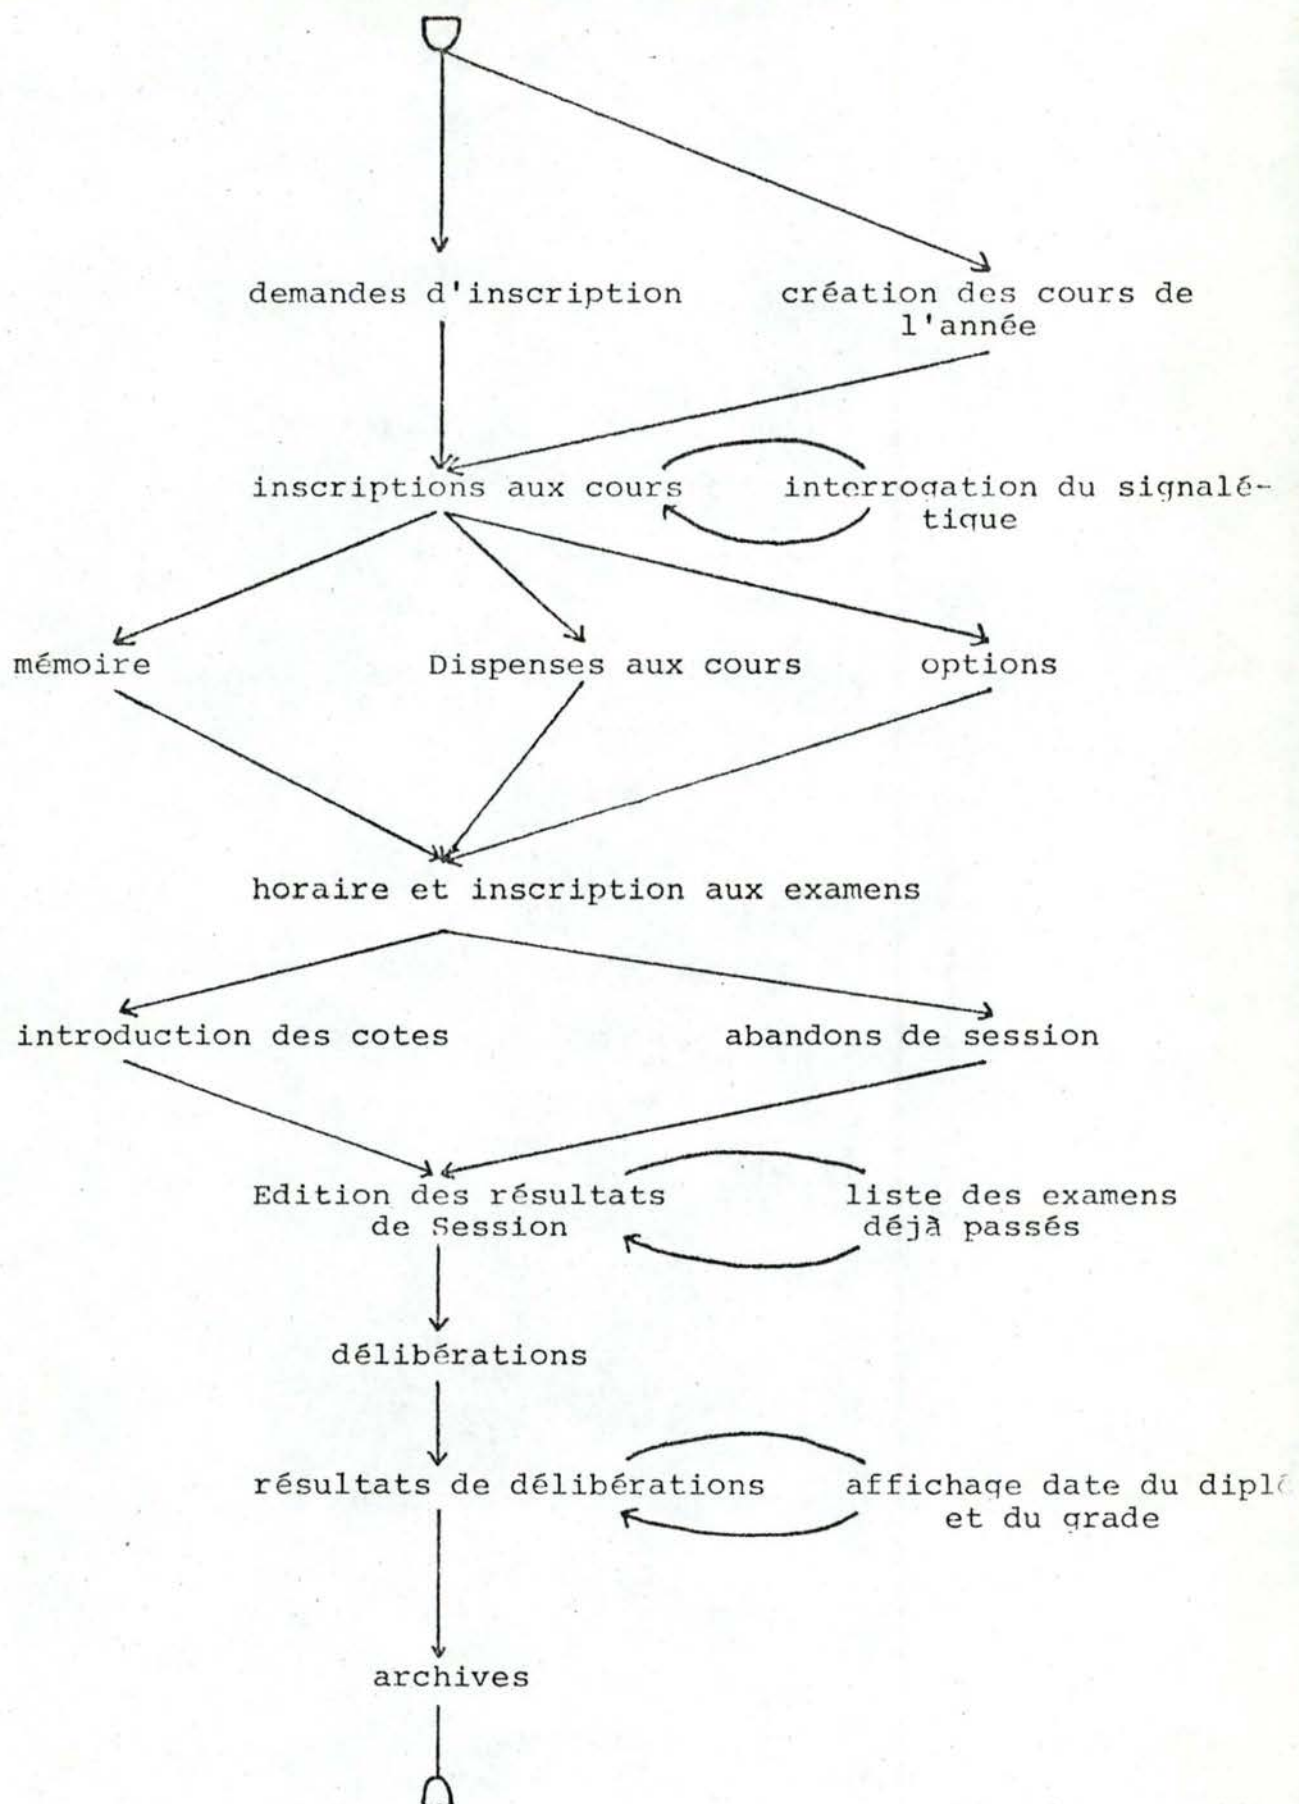 demandes d'inscription
création des cours de
l'année
inscriptions aux cours
interrogation du signalé-
tique
mémoire
Dispenses aux cours
options
horaire et inscription aux examens
introduction des cotes
abandons de session
Edition des résultats
de Session
liste des examens
déjà passés
délibérations
résultats de délibérations
affichage date du diplô
et du grade
archives